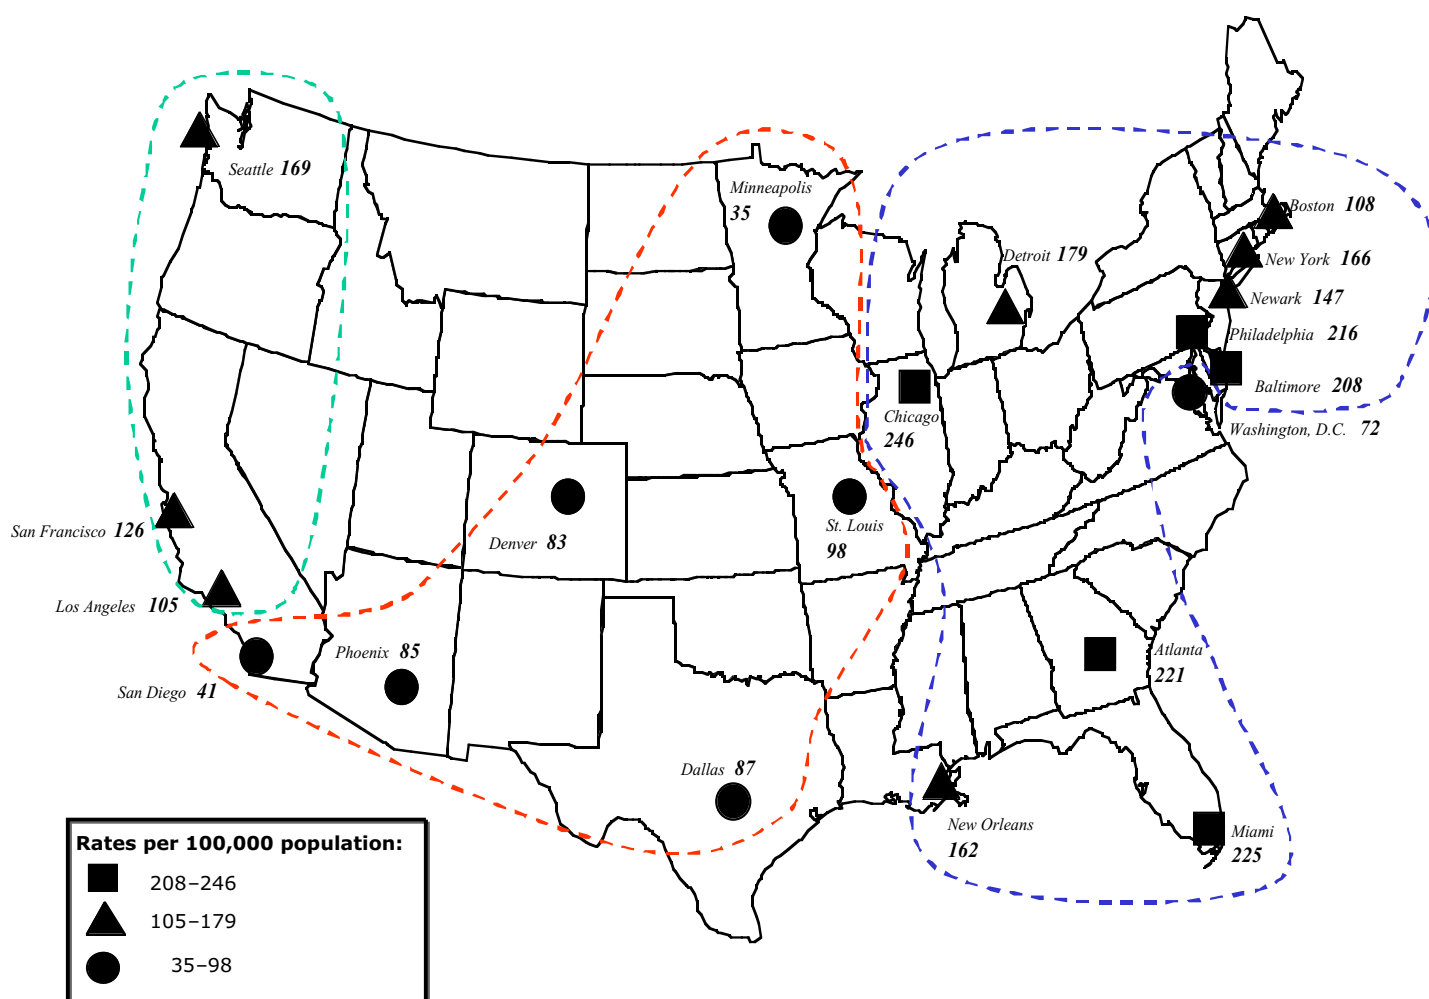 Seattle 169
Minneapolis
35
Boston 108
Detroit 179
New York 166
Newark 147
Philadelphia 216
Baltimore 208
Chicago
246
Washington, D.C. 72
San Francisco 126
Denver 83
St. Louis
98
Los Angeles 105
Phoenix 85
Atlanta
221
San Diego 41
Dallas 87
New Orleans
162
Miami
225
Rates per 100,000 population:
208–246
105–179
35–98